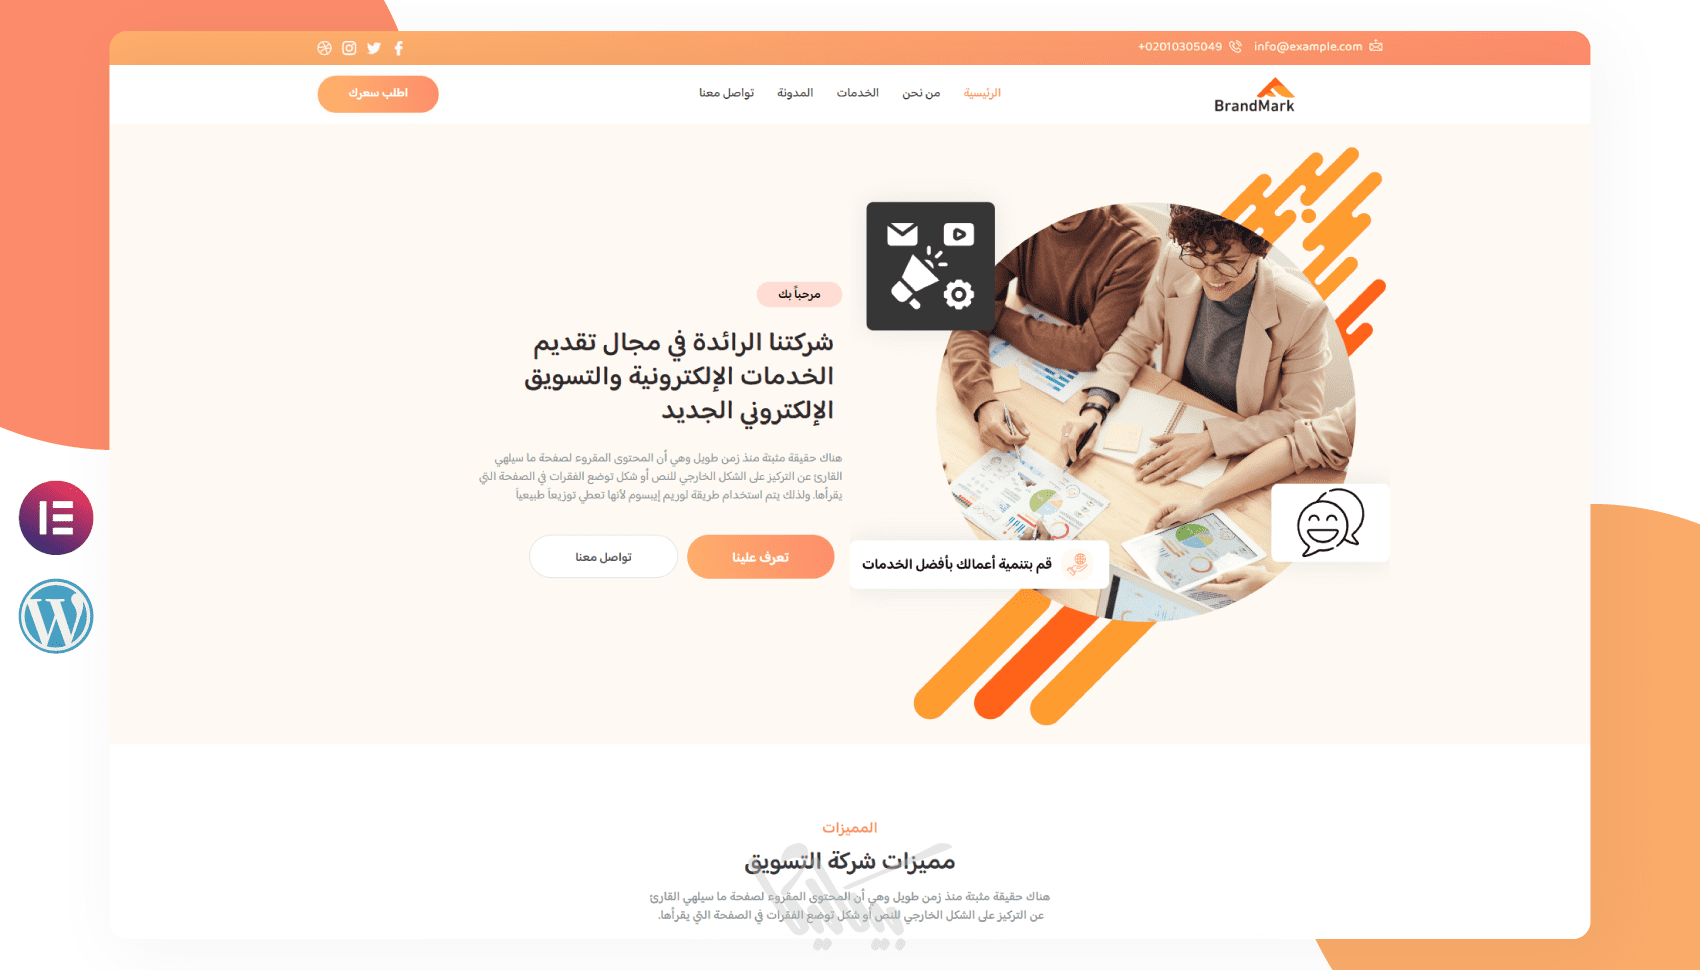 info@example.com
+02010305049
BrandMark
الرئيسية
من نحن
الخدمات
المدونة
تواصل معنا
اطلب سعرك
مرحباً بك
شركتنا الرائدة في مجال تقديم
الخدمات الإلكترونية والتسويق
الإلكتروني الجديد
هناك حقيقة مثبتة منذ زمن طويل وهي أن المحتوى المقروء لصفحة ما سيلهي
القارئ عن التركيز على الشكل الخارجي للنص أو شكل توضع الفقرات في الصفحة التي
يقرأها. ولذلك يتم استخدام طريقة لوريم إيبسوم لأنها تعطي توزيعاَ طبيعياَ
تعرف علينا
تواصل معنا
قم بتنمية أعمالك بأفضل الخدمات
المميزات
مميزات شركة التسويق
هناك حقيقة مثبتة منذ زمن طويل وهي أن المحتوى المقروء لصفحة ما سيلهي القارئ
عن التركيز على الشكل الخارجي للنص أو شكل توضع الفقرات في الصفحة التي يقرأها.